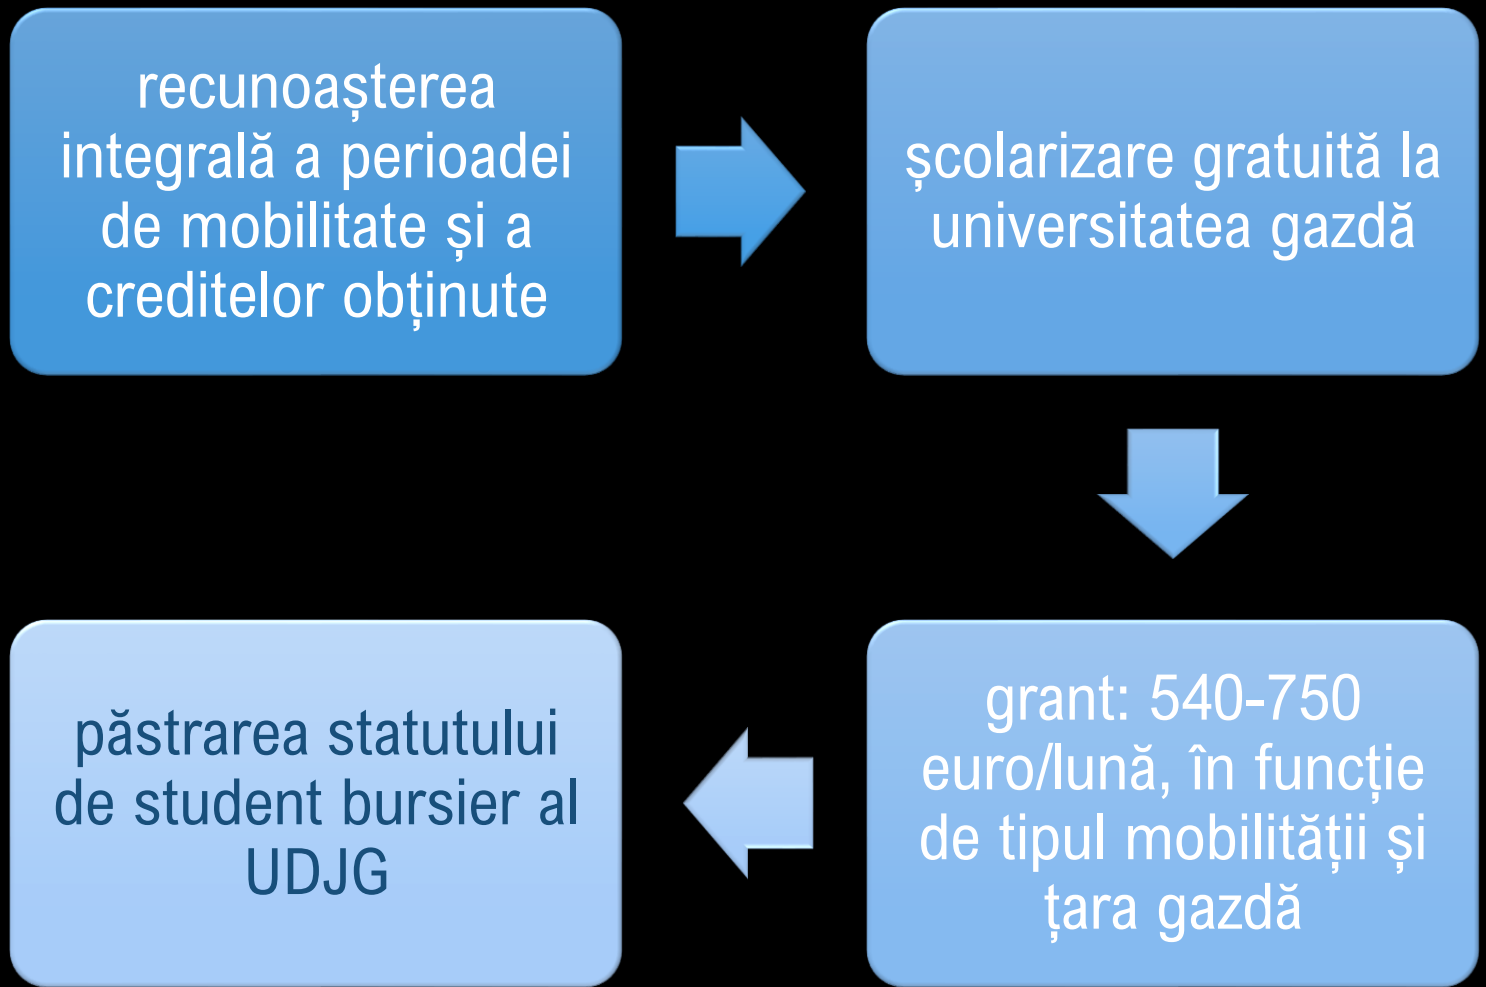 recunoașterea
integrală a perioadei
de mobilitate și a
creditelor obținute
școlarizare gratuită la
universitatea gazdă
grant: 540-750
euro/lună, în funcție
de tipul mobilității și
țara gazdă
păstrarea statutului
de student bursier al
UDJG